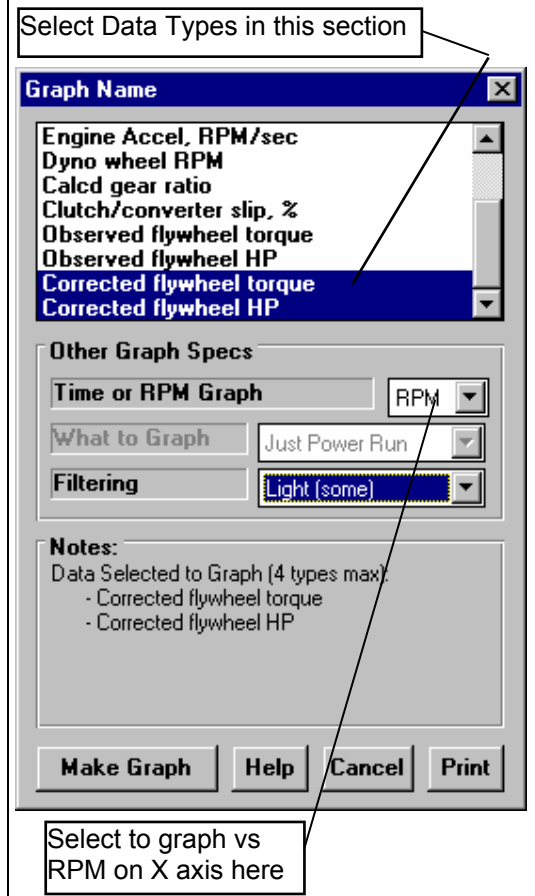 Select Data Types in this section
Graph Name
Engine Accel, RPM/sec
Dyno wheel RPM
Calcd gear ratio
Clutch/converter slip, %
Observed flywheel torque
Observed flywheel HP
Corrected flywheel torque
Corrected flywheel HP
Other Graph Specs
Time or RPM Graph RPM
What to Graph Just Power Run
Filtering Light (some)
Notes:
Data Selected to Graph (4 types max):
- Corrected flywheel torque
- Corrected flywheel HP
Make Graph Help Cancel Print
Select to graph vs
RPM on X axis here